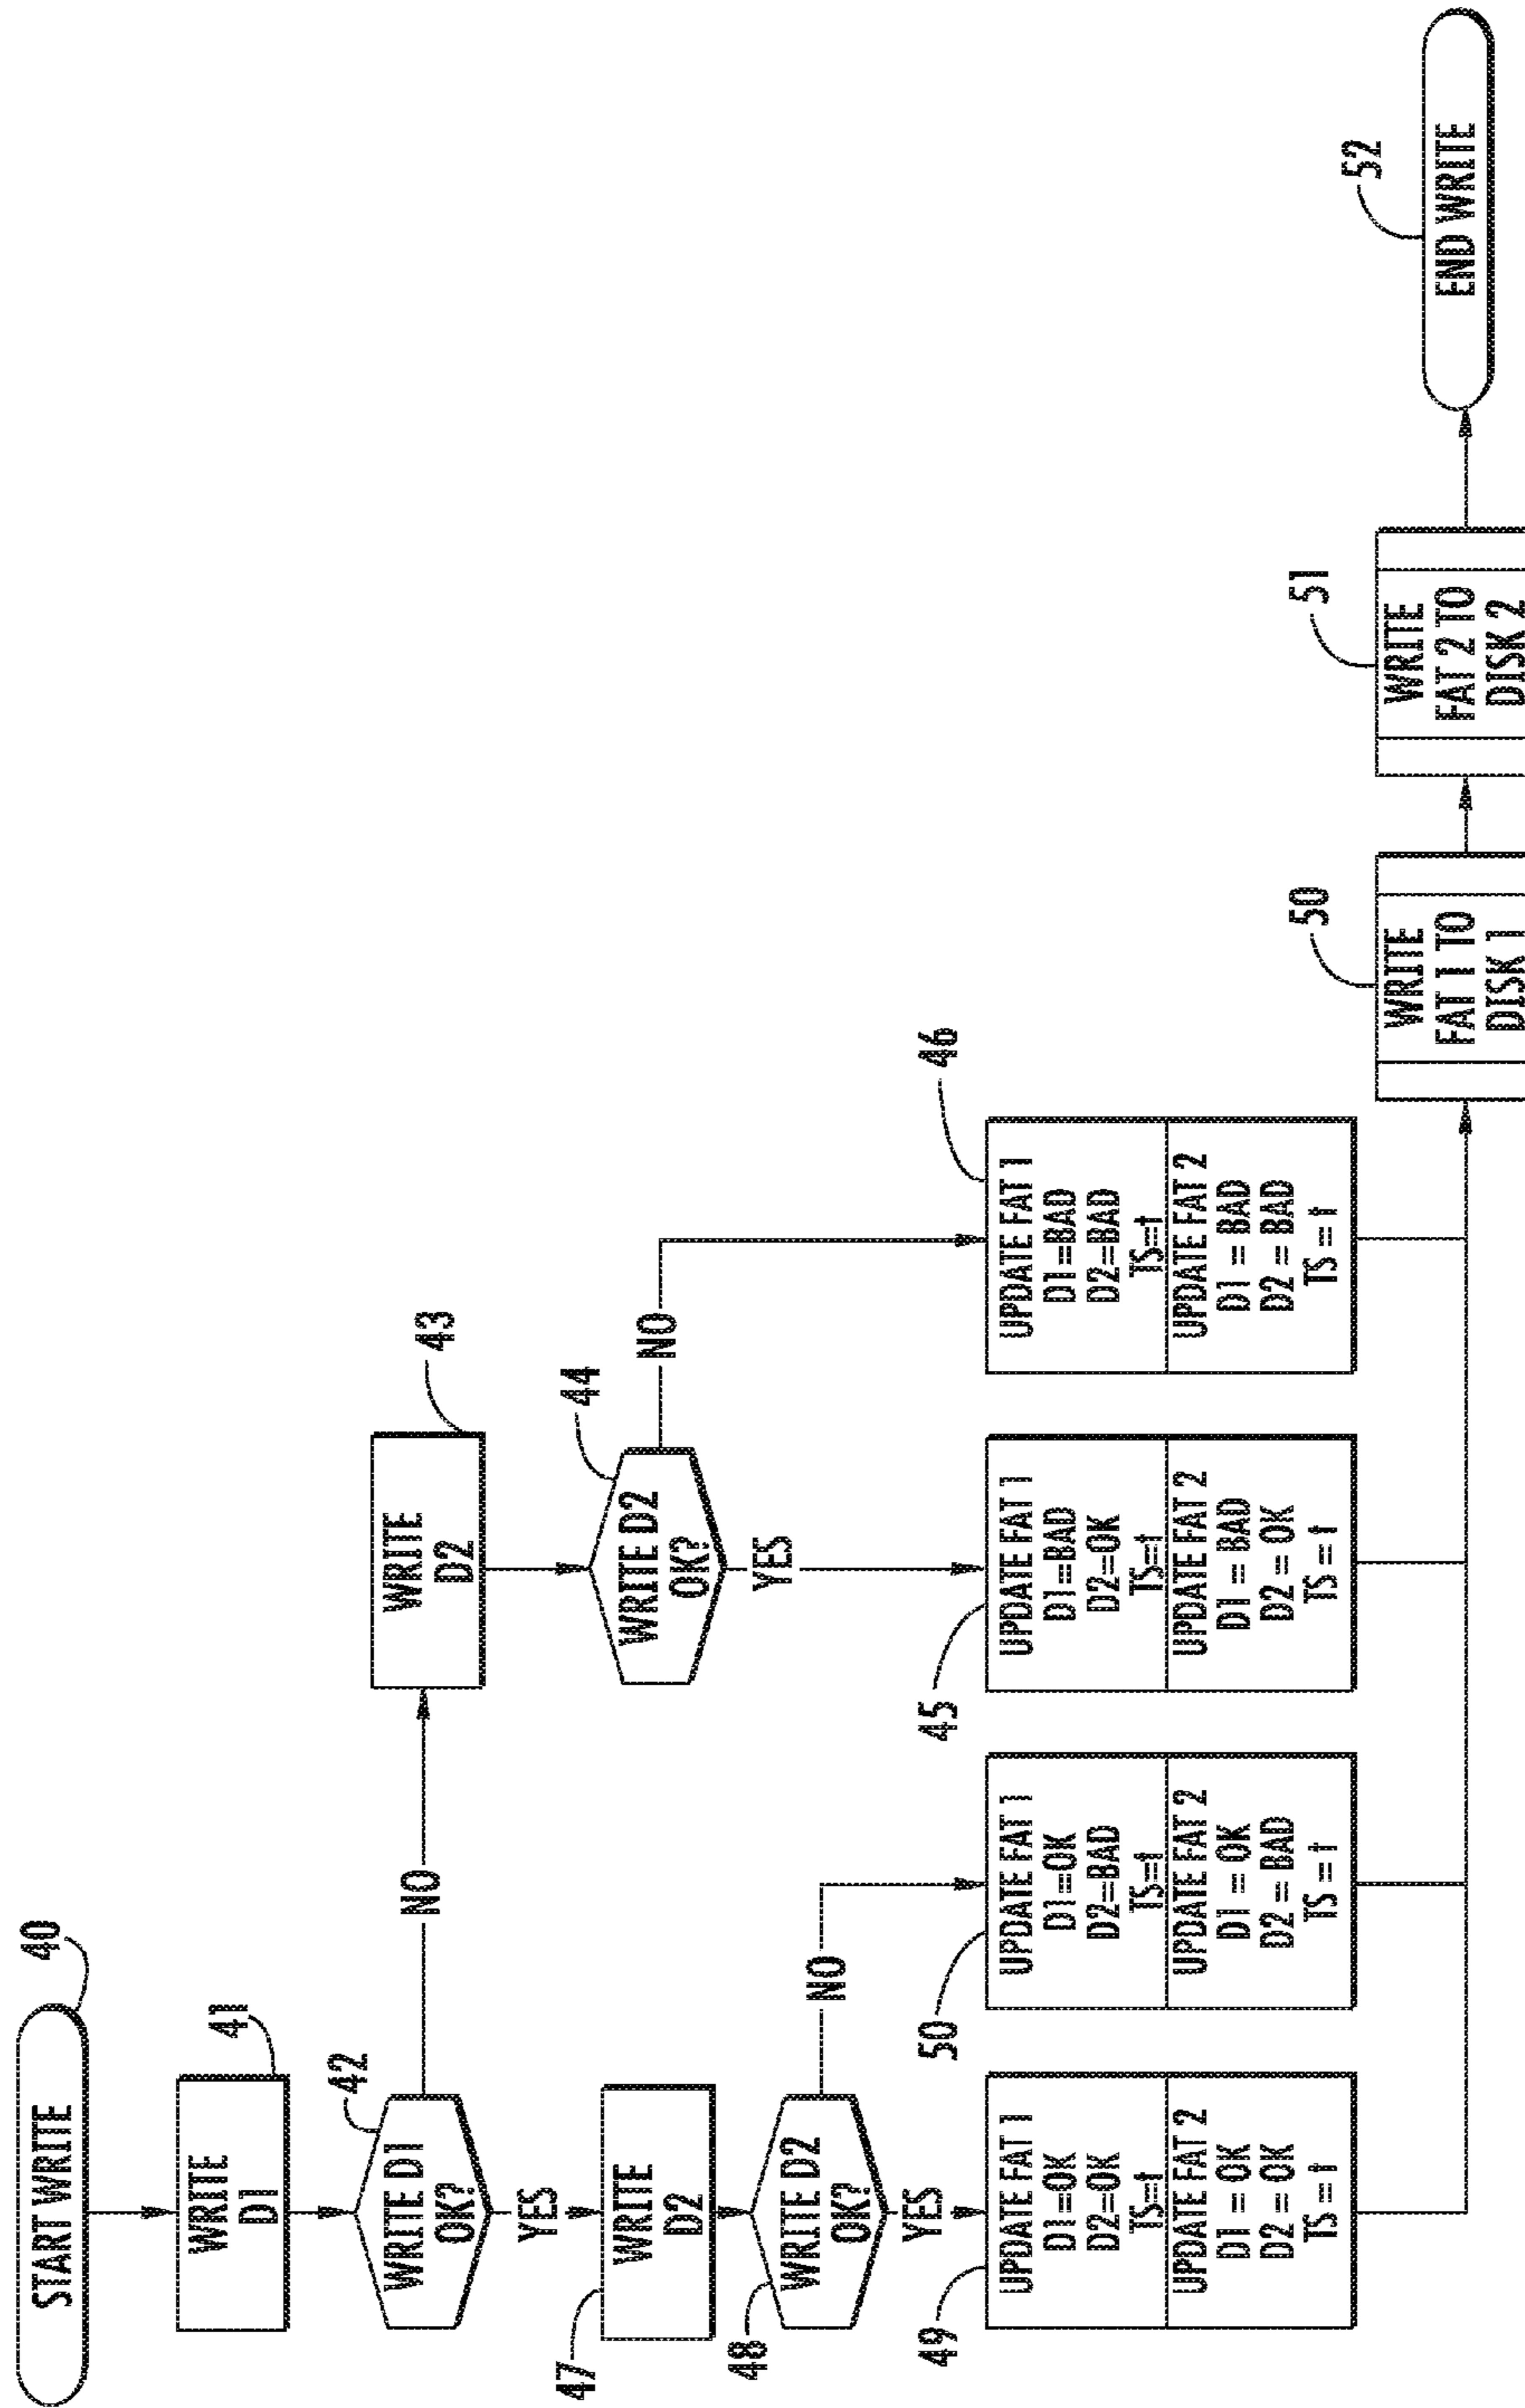 START WRITE
40
WRITE
D1
41
WRITE D1
OK?
42
NO
YES
WRITE
D2
43
WRITE D2
OK?
44
NO
YES
WRITE
D2
47
WRITE D2
OK?
48
NO
YES
49
UPDATE FAT 1
D1=OK
D2=OK
TS=t
UPDATE FAT 2
D1 = OK
D2 = OK
TS = t
50
UPDATE FAT 1
D1=OK
D2=BAD
TS=t
UPDATE FAT 2
D1 = OK
D2 = BAD
TS = t
45
UPDATE FAT 1
D1=BAD
D2=OK
TS=t
UPDATE FAT 2
D1 = BAD
D2 = OK
TS = t
46
UPDATE FAT 1
D1=BAD
D2=BAD
TS=t
UPDATE FAT 2
D1 = BAD
D2 = BAD
TS = t
50
WRITE
FAT 1 TO
DISK 1
51
WRITE
FAT 2 TO
DISK 2
52
END WRITE